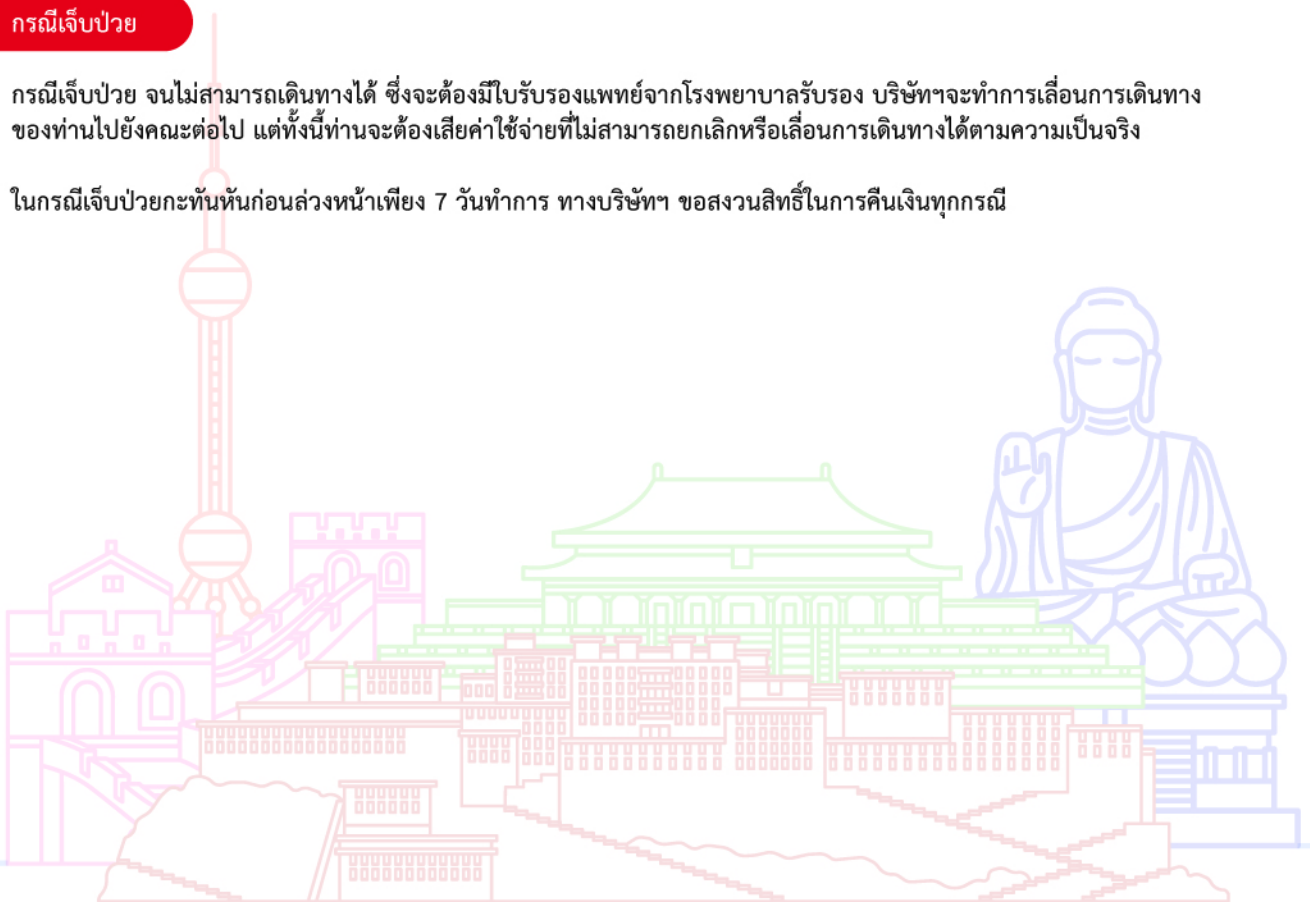 กรณีเจ็บป่วย
กรณีเจ็บป่วย จนไม่สามารถเดินทางได้ ซึ่งจะต้องมีใบรับรองแพทย์จากโรงพยาบาลรับรอง บริษัทฯจะทำการเลื่อนการเดินทาง
ของท่านไปยังคณะต่อไป แต่ทั้งนี้ท่านจะต้องเสียค่าใช้จ่ายที่ไม่สามารถยกเลิกหรือเลื่อนการเดินทางได้ตามความเป็นจริง
ในกรณีเจ็บป่วยกะทันหันก่อนล่วงหน้าเพียง 7 วันทำการ ทางบริษัทฯ ขอสงวนสิทธิ์ในการคืนเงินทุกกรณี